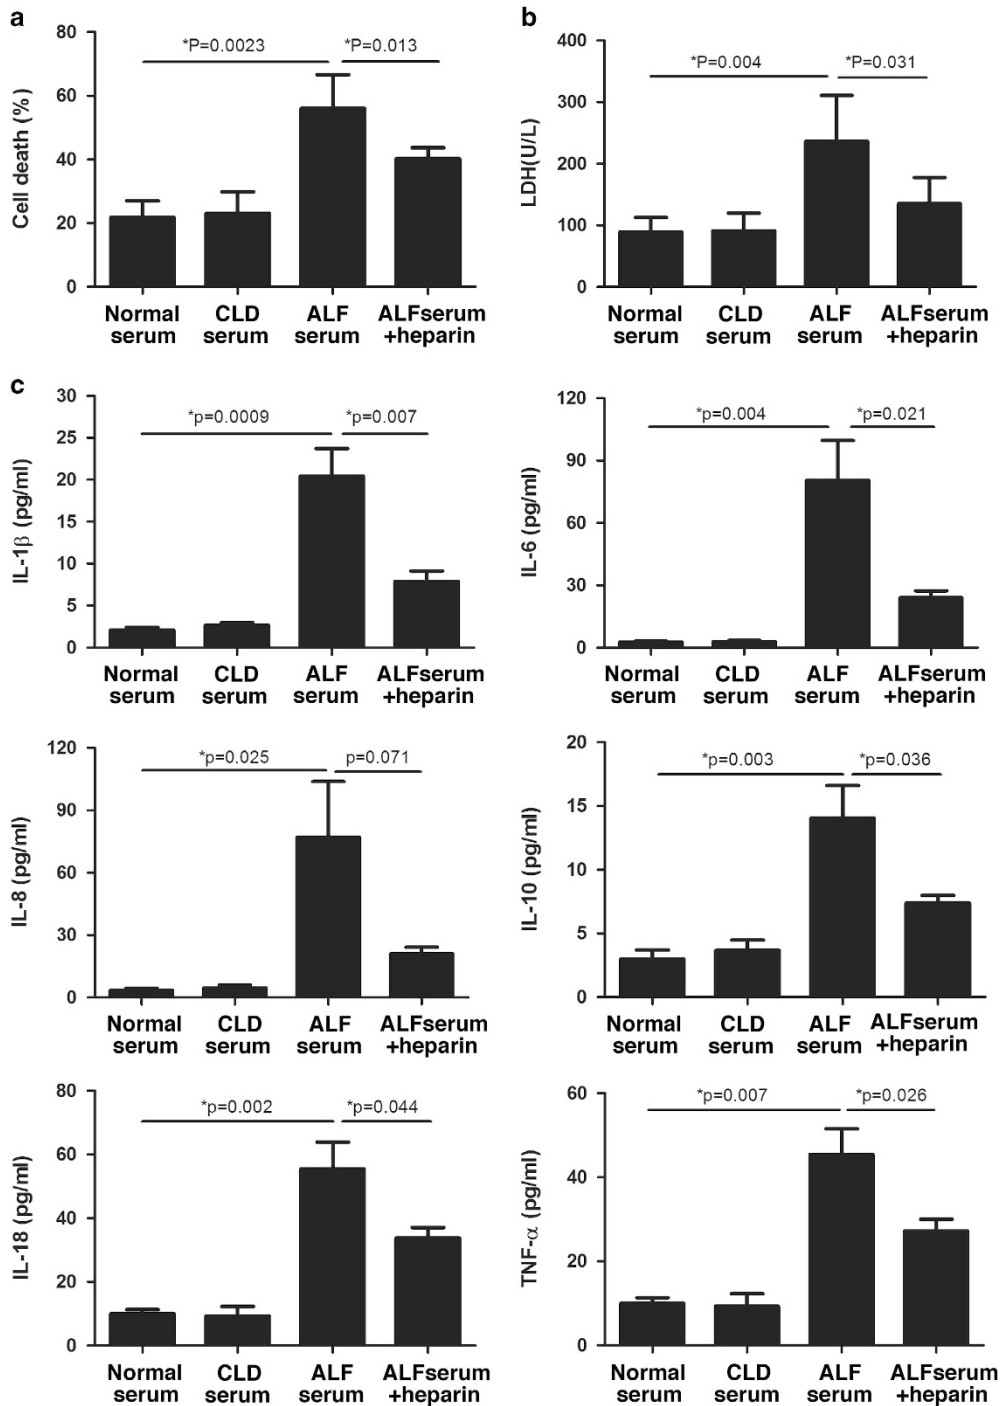 a
80
60
40
20
0
Cell death (%)
*P=0.0023
*P=0.013
Normal serum
CLD serum
ALF serum
ALFserum +heparin
b
400
300
200
100
0
LDH(U/L)
*P=0.004
*P=0.031
Normal serum
CLD serum
ALF serum
ALFserum +heparin
c
30
25
20
15
10
5
0
IL-1β (pg/ml)
*p=0.0009
*p=0.007
Normal serum
CLD serum
ALF serum
ALFserum +heparin
120
90
60
30
0
IL-6 (pg/ml)
*p=0.004
*p=0.021
Normal serum
CLD serum
ALF serum
ALFserum +heparin
120
90
60
30
0
IL-8 (pg/ml)
*p=0.025
p=0.071
Normal serum
CLD serum
ALF serum
ALFserum +heparin
20
15
10
5
0
IL-10 (pg/ml)
*p=0.003
*p=0.036
Normal serum
CLD serum
ALF serum
ALFserum +heparin
80
60
40
20
0
IL-18 (pg/ml)
*p=0.002
*p=0.044
Normal serum
CLD serum
ALF serum
ALFserum +heparin
60
40
20
0
TNF-α (pg/ml)
*p=0.007
*p=0.026
Normal serum
CLD serum
ALF serum
ALFserum +heparin